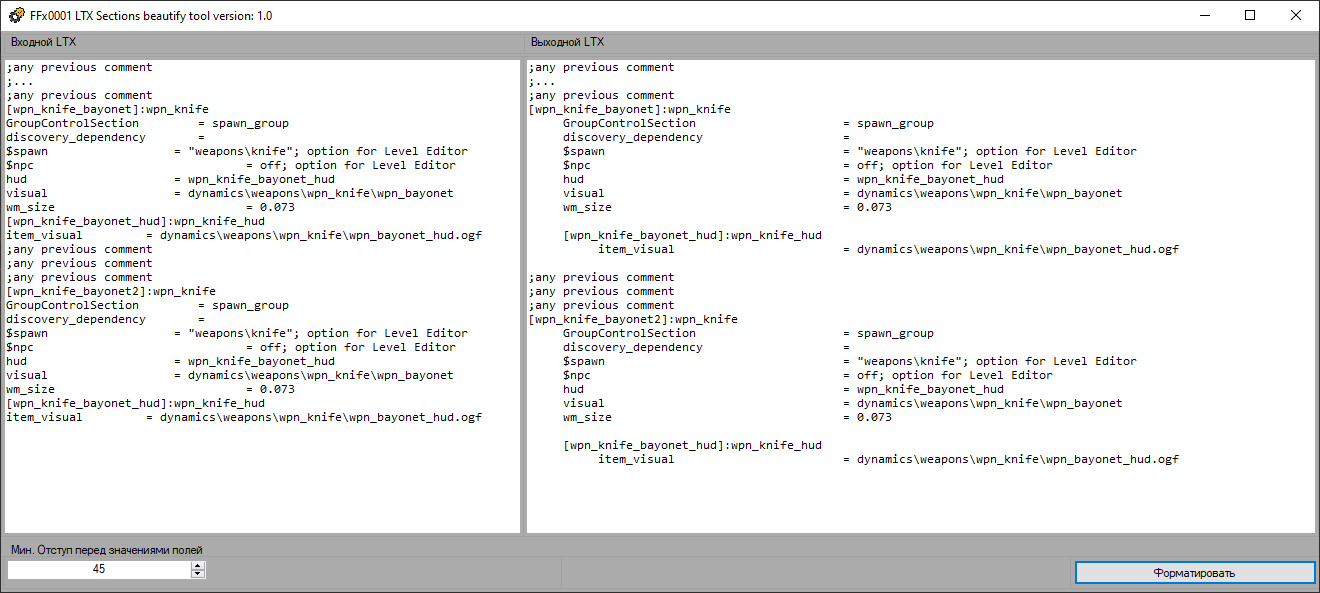 FFx0001 LTX Sections beautify tool version: 1.0
Входной LTX
;any previous comment
;...
;any previous comment
[wpn_knife_bayonet]:wpn_knife
GroupControlSection = spawn_group
discovery_dependency =
$spawn = "weapons\knife"; option for Level Editor
$npc = off; option for Level Editor
hud = wpn_knife_bayonet_hud
visual = dynamics\weapons\wpn_knife\wpn_bayonet
wm_size = 0.073
[wpn_knife_bayonet_hud]:wpn_knife_hud
item_visual = dynamics\weapons\wpn_knife\wpn_bayonet_hud.ogf
;any previous comment
;any previous comment
;any previous comment
[wpn_knife_bayonet2]:wpn_knife
GroupControlSection = spawn_group
discovery_dependency =
$spawn = "weapons\knife"; option for Level Editor
$npc = off; option for Level Editor
hud = wpn_knife_bayonet_hud
visual = dynamics\weapons\wpn_knife\wpn_bayonet
wm_size = 0.073
[wpn_knife_bayonet_hud]:wpn_knife_hud
item_visual = dynamics\weapons\wpn_knife\wpn_bayonet_hud.ogf
Выходной LTX
;any previous comment
;...
;any previous comment
[wpn_knife_bayonet]:wpn_knife
GroupControlSection = spawn_group
discovery_dependency =
$spawn = "weapons\knife"; option for Level Editor
$npc = off; option for Level Editor
hud = wpn_knife_bayonet_hud
visual = dynamics\weapons\wpn_knife\wpn_bayonet
wm_size = 0.073
[wpn_knife_bayonet_hud]:wpn_knife_hud
item_visual = dynamics\weapons\wpn_knife\wpn_bayonet_hud.ogf
;any previous comment
;any previous comment
;any previous comment
[wpn_knife_bayonet2]:wpn_knife
GroupControlSection = spawn_group
discovery_dependency =
$spawn = "weapons\knife"; option for Level Editor
$npc = off; option for Level Editor
hud = wpn_knife_bayonet_hud
visual = dynamics\weapons\wpn_knife\wpn_bayonet
wm_size = 0.073
[wpn_knife_bayonet_hud]:wpn_knife_hud
item_visual = dynamics\weapons\wpn_knife\wpn_bayonet_hud.ogf
Мин. Отступ перед значениями полей
45
Форматировать